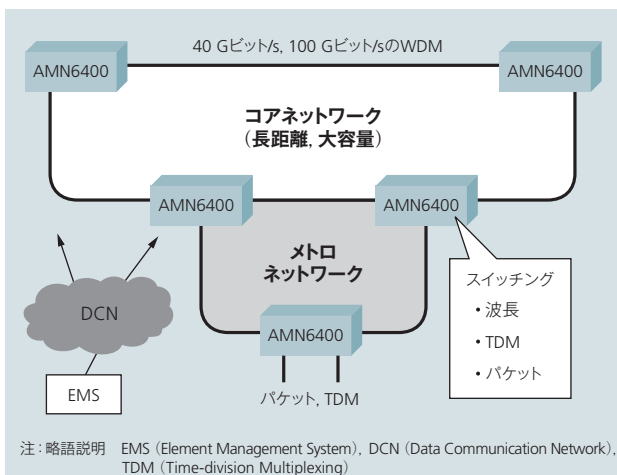 40 Gビット/s, 100 Gビット/sのWDM
AMN6400
AMN6400
コアネットワーク
（長距離, 大容量）
AMN6400
AMN6400
メトロ
ネットワーク
スイッチング
・波長
・TDM
・パケット
DCN
AMN6400
EMS
パケット, TDM
注：略語説明　EMS（Element Management System）, DCN（Data Communication Network）,
TDM（Time-division Multiplexing）